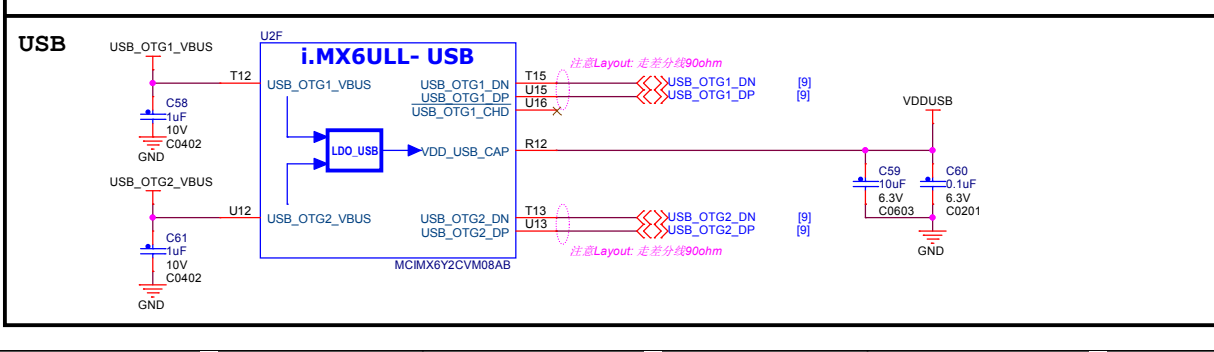 USB
USB_OTG1_VBUS
T12
C58
1uF
10V
C0402
GND
USB_OTG2_VBUS
U12
C61
1uF
10V
C0402
GND
U2F
i.MX6ULL- USB
USB_OTG1_VBUS
USB_OTG1_DN
USB_OTG1_DP
USB_OTG1_CHD
LDO_USB
VDD_USB_CAP
USB_OTG2_VBUS
USB_OTG2_DN
USB_OTG2_DP
MCIMX6Y2CVM08AB
注意Layout: 走差分线90ohm
T15
U15
U16
USB_OTG1_DN [9]
USB_OTG1_DP [9]
R12
T13
U13
USB_OTG2_DN [9]
USB_OTG2_DP [9]
注意Layout: 走差分线90ohm
VDDUSB
C59
10uF
6.3V
C0603
C60
0.1uF
6.3V
C0201
GND